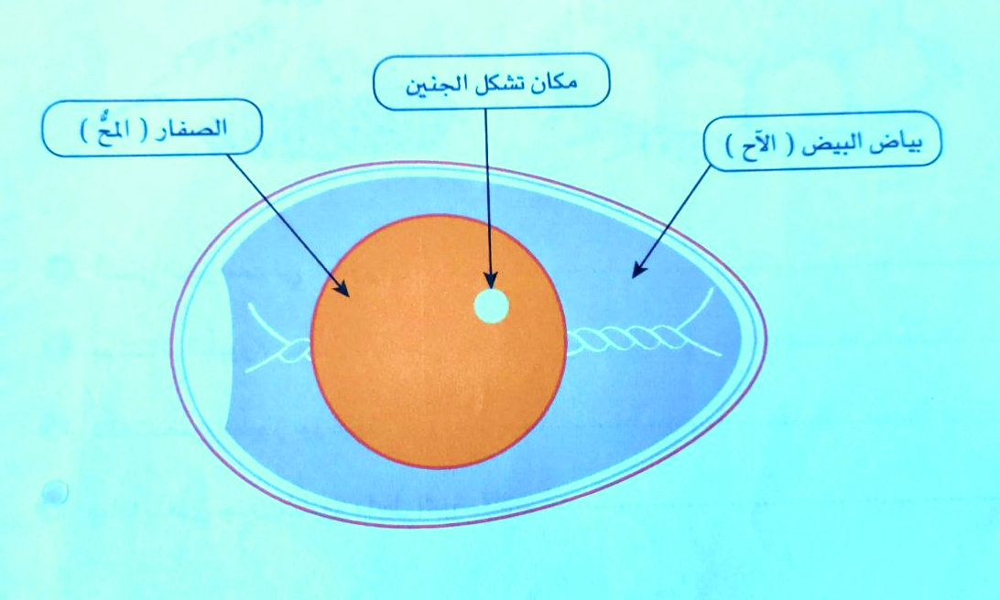 مكان تشكل الجنين
بياض البيض ( الآح )
الصفار ( المحُّ )